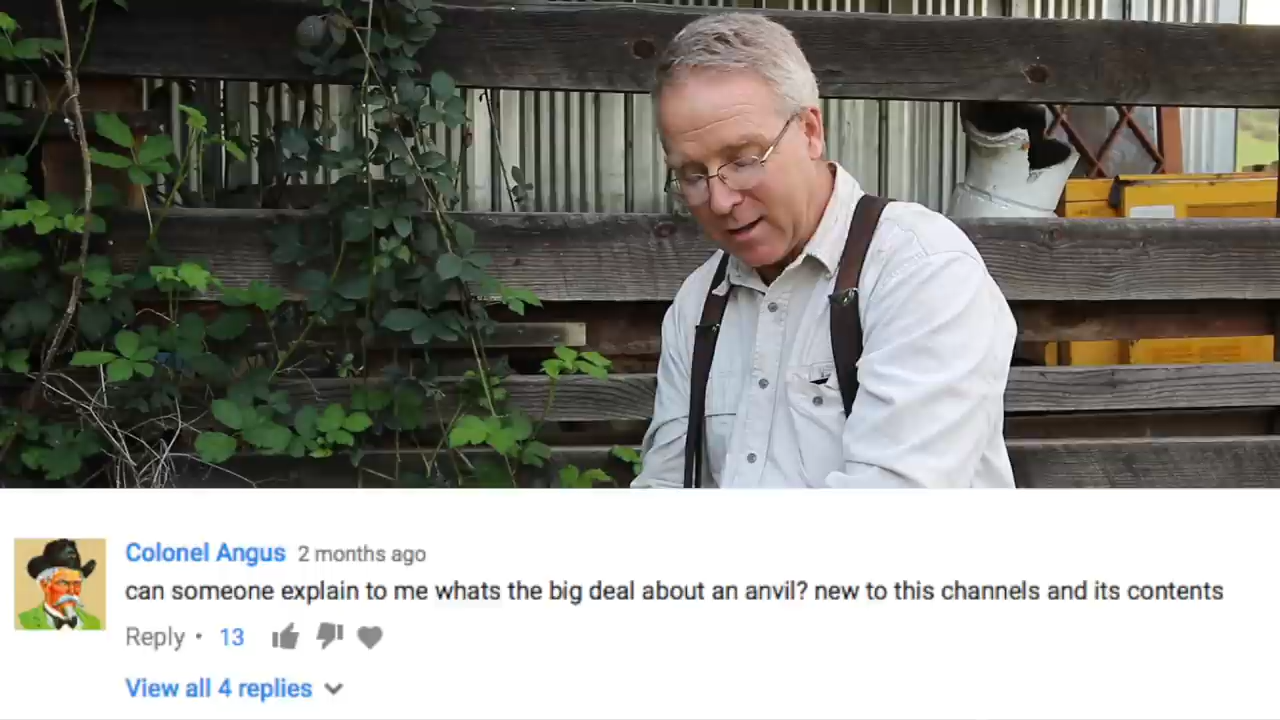 Colonel Angus 2 months ago
can someone explain to me whats the big deal about an anvil? new to this channels and its contents
Reply • 13
View all 4 replies